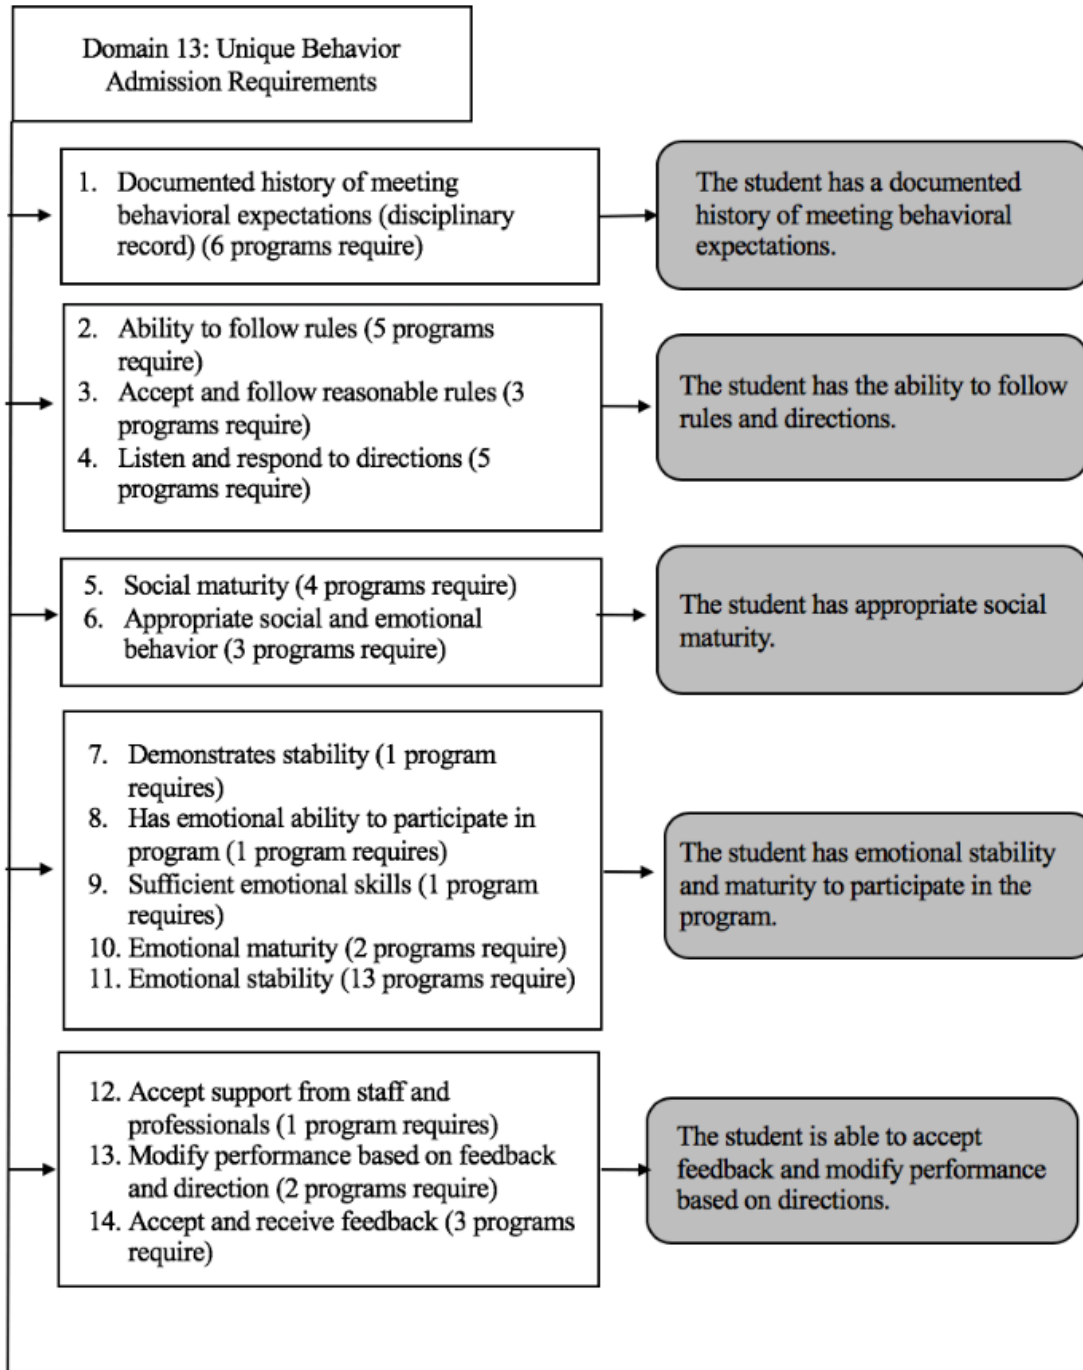 Domain 13: Unique Behavior
Admission Requirements
1. Documented history of meeting
behavioral expectations (disciplinary
record) (6 programs require)
The student has a documented
history of meeting behavioral
expectations.
2. Ability to follow rules (5 programs
require)
3. Accept and follow reasonable rules (3
programs require)
4. Listen and respond to directions (5
programs require)
The student has the ability to follow
rules and directions.
5. Social maturity (4 programs require)
6. Appropriate social and emotional
behavior (3 programs require)
The student has appropriate social
maturity.
7. Demonstrates stability (1 program
requires)
8. Has emotional ability to participate in
program (1 program requires)
9. Sufficient emotional skills (1 program
requires)
10. Emotional maturity (2 programs require)
11. Emotional stability (13 programs require)
The student has emotional stability
and maturity to participate in the
program.
12. Accept support from staff and
professionals (1 program requires)
13. Modify performance based on feedback
and direction (2 programs require)
14. Accept and receive feedback (3 programs
require)
The student is able to accept
feedback and modify performance
based on directions.